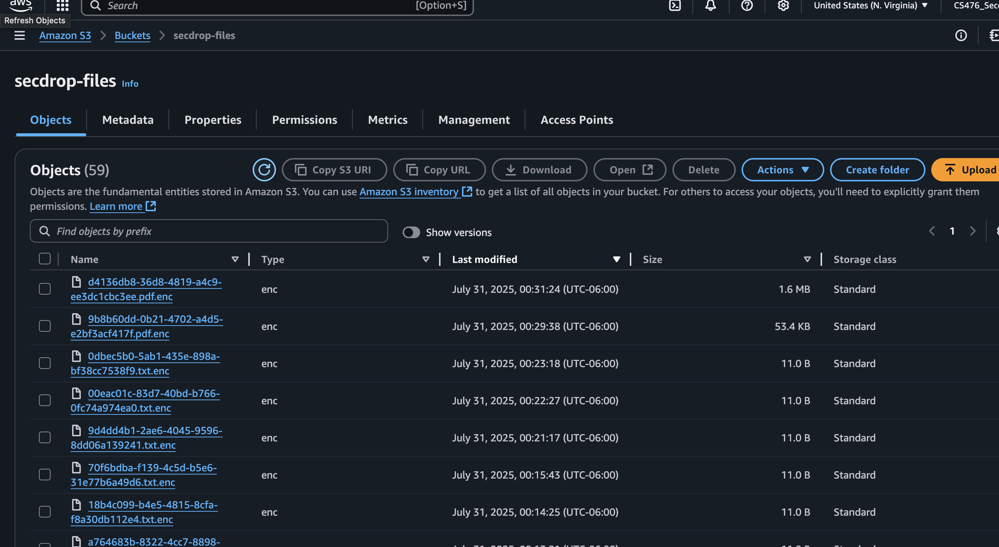 aws
Search
[Option+S]
United States (N. Virginia)
CS476_Sec
Refresh Objects
Amazon S3
Buckets
secdrop-files
secdrop-files
Info
Objects
Metadata
Properties
Permissions
Metrics
Management
Access Points
Objects (59)
Copy S3 URI
Copy URL
Download
Open
Delete
Actions
Create folder
Upload
Objects are the fundamental entities stored in Amazon S3. You can use Amazon S3 inventory to get a list of all objects in your bucket. For others to access your objects, you'll need to explicitly grant them
permissions. Learn more
Find objects by prefix
Show versions
1
Name
Type
Last modified
Size
Storage class
d4136db8-36d8-4819-a4c9-
ee3dc1cbc3ee.pdf.enc
enc
July 31, 2025, 00:31:24 (UTC-06:00)
1.6 MB
Standard
9b8b60dd-0b21-4702-a4d5-
e2bf3acf417f.pdf.enc
enc
July 31, 2025, 00:29:38 (UTC-06:00)
53.4 KB
Standard
0dbec5b0-5ab1-435e-898a-
bf38cc7538f9.txt.enc
enc
July 31, 2025, 00:23:18 (UTC-06:00)
11.0 B
Standard
00eac01c-83d7-40bd-b766-
0fc74a974ea0.txt.enc
enc
July 31, 2025, 00:22:27 (UTC-06:00)
11.0 B
Standard
9d4dd4b1-2ae6-4045-9596-
8dd06a139241.txt.enc
enc
July 31, 2025, 00:21:17 (UTC-06:00)
11.0 B
Standard
70f6bdba-f139-4c5d-b5e6-
31e77b6a49d6.txt.enc
enc
July 31, 2025, 00:15:43 (UTC-06:00)
11.0 B
Standard
18b4c099-b4e5-4815-8cfa-
f8a30db112e4.txt.enc
enc
July 31, 2025, 00:14:25 (UTC-06:00)
11.0 B
Standard
a764683b-8322-4cc7-8898-